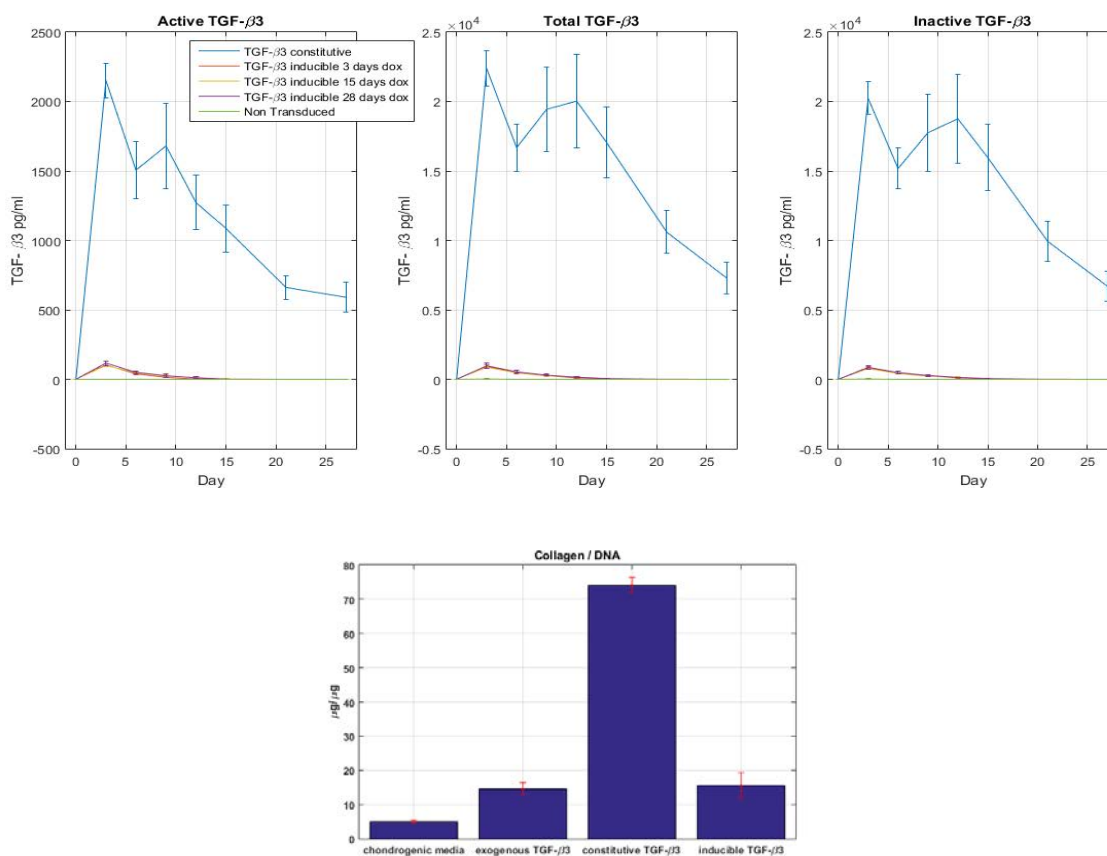 Active TGF-β3
TGF- β3 pg/ml
2500
2000
1500
1000
500
0
-500
0 5 10 15 20 25
Day
TGF-β3 constitutive
TGF-β3 inducible 3 days dox
TGF-β3 inducible 15 days dox
TGF-β3 inducible 28 days dox
Non Transduced
Total TGF-β3
×10⁴
TGF- β3 pg/ml
2.5
2
1.5
1
0.5
0
-0.5
0 5 10 15 20 25
Day
Inactive TGF-β3
×10⁴
TGF- β3 pg/ml
2.5
2
1.5
1
0.5
0
-0.5
0 5 10 15 20 25
Day
Collagen / DNA
μg/μg
80
70
60
50
40
30
20
10
0
chondrogenic media exogenous TGF-β3 constitutive TGF-β3 inducible TGF-β3